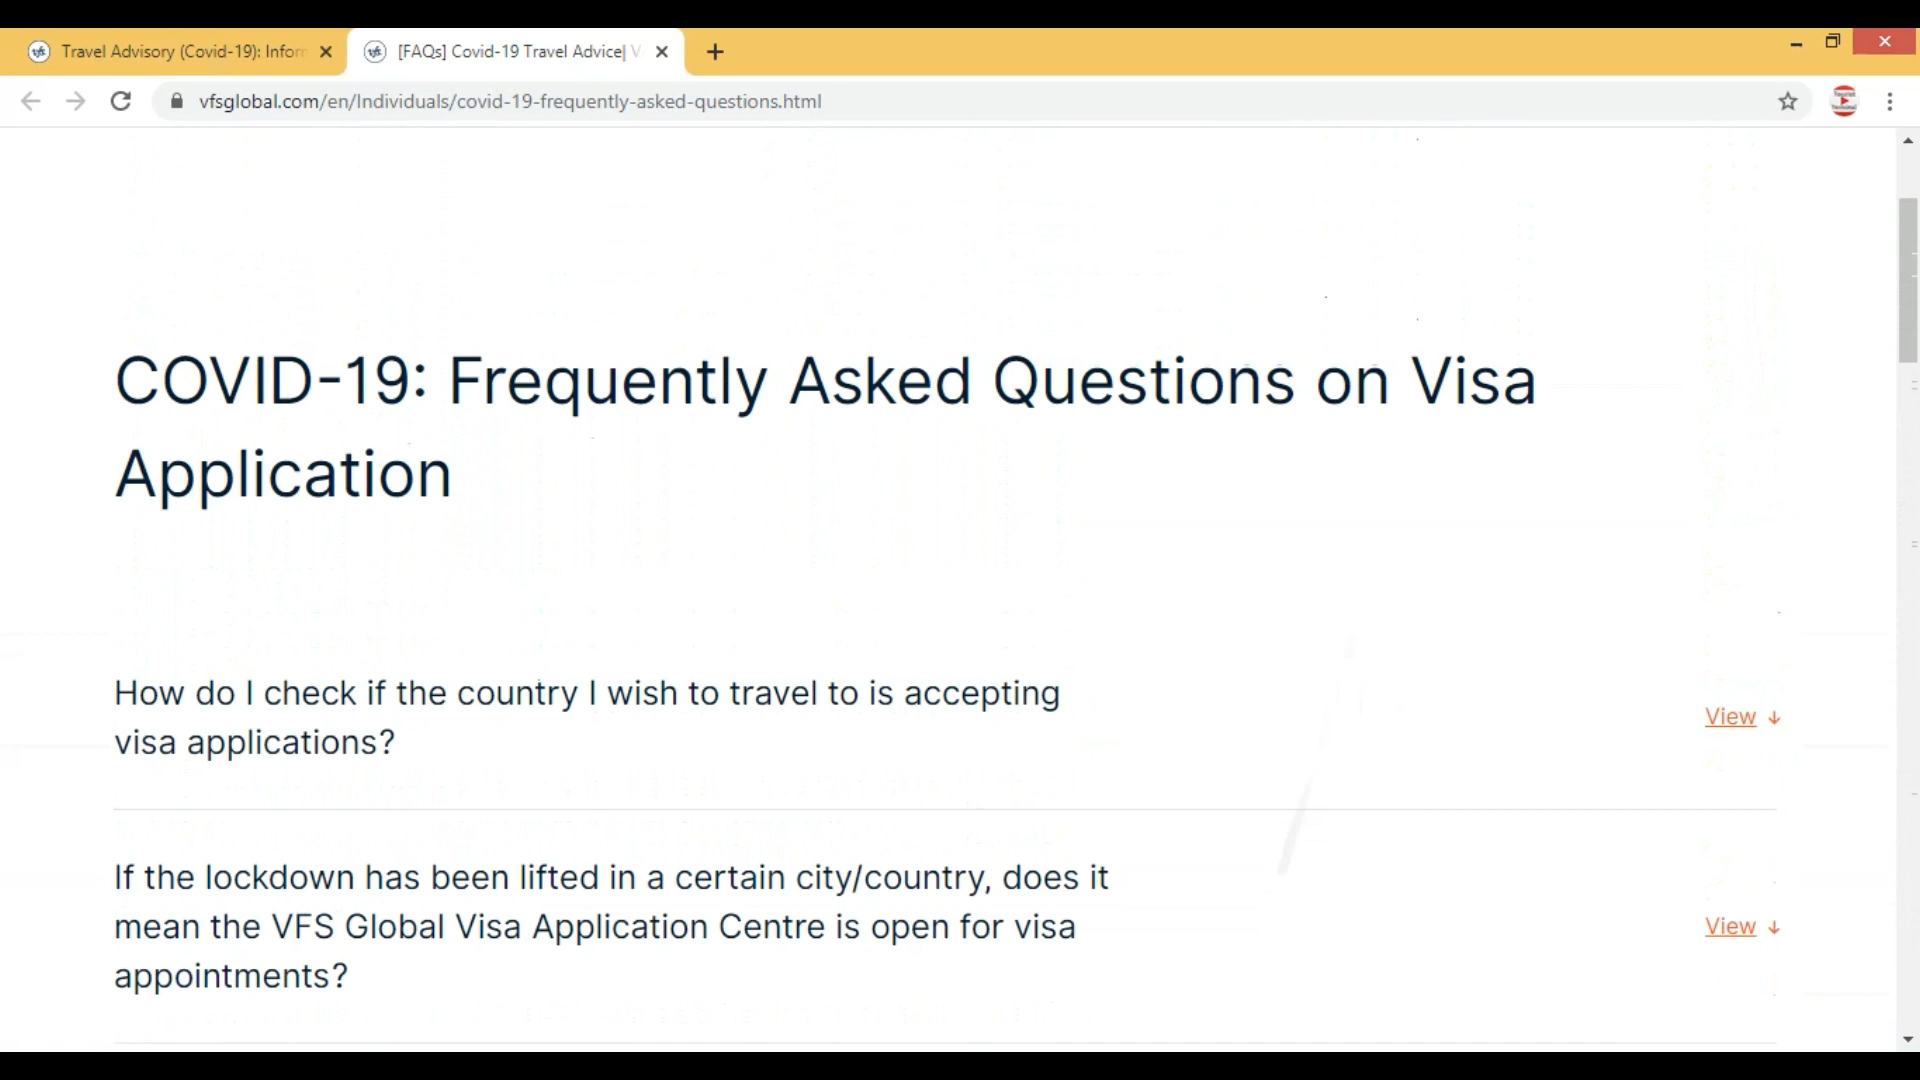 Travel Advisory (Covid-19): Inform
[FAQs] Covid-19 Travel Advice| V
vfsglobal.com/en/Individuals/covid-19-frequently-asked-questions.html
COVID-19: Frequently Asked Questions on Visa
Application
How do I check if the country I wish to travel to is accepting
visa applications?
View ↓
If the lockdown has been lifted in a certain city/country, does it
mean the VFS Global Visa Application Centre is open for visa
appointments?
View ↓